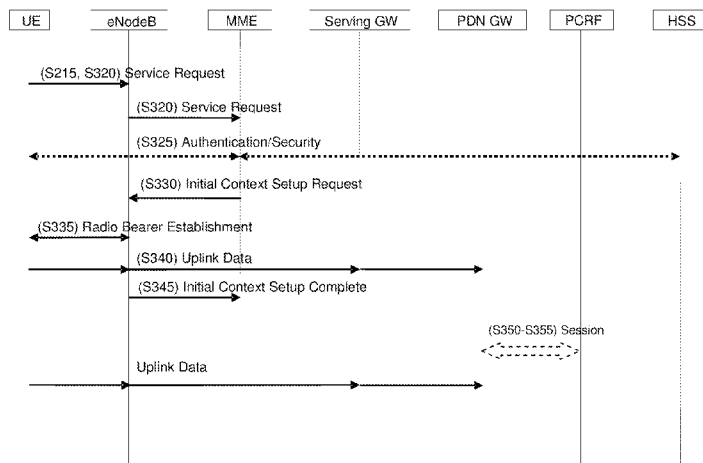 UE eNodeB MME Serving GW PDN GW PCRF HSS
(S215, S320) Service Request
(S320) Service Request
(S325) Authentication/Security
(S330) Initial Context Setup Request
(S335) Radio Bearer Establishment
(S340) Uplink Data
(S345) Initial Context Setup Complete
(S350-S355) Session
Uplink Data